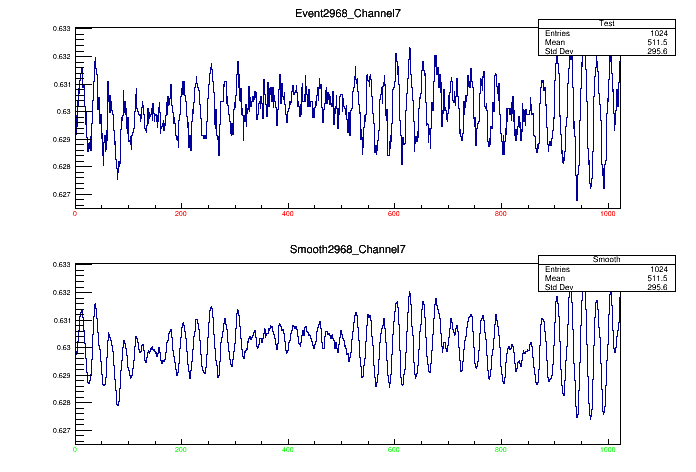 Event2968_Channel7
Test
Entries 1024
Mean 511.5
Std Dev 295.6
0.633
0.632
0.631
0.63
0.629
0.628
0.627
0 200 400 600 800 1000
Smooth2968_Channel7
Smooth
Entries 1024
Mean 511.5
Std Dev 295.6
0.633
0.632
0.631
0.63
0.629
0.628
0.627
0 200 400 600 800 1000